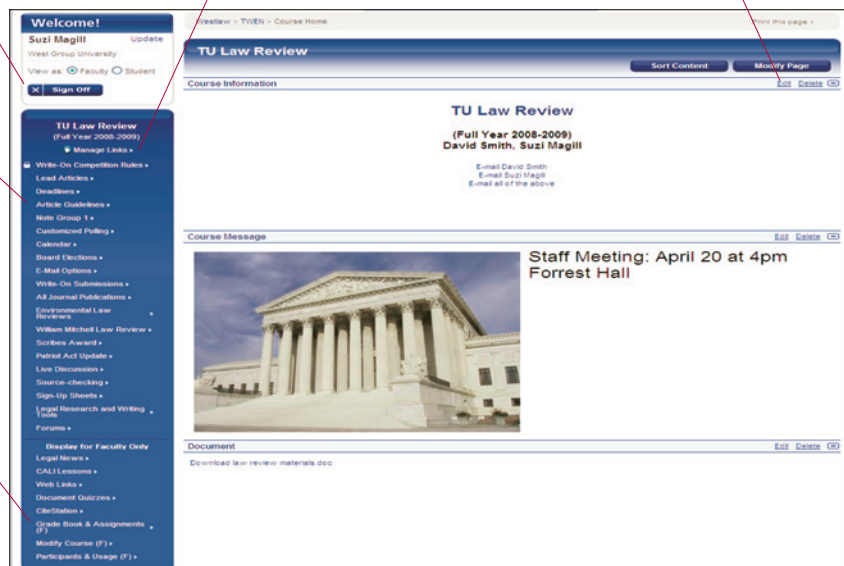 Welcome!
Suzi Magill Update
West Group University
View as: Faculty Student
X Sign Off
TU Law Review
(Full Year 2008-2009)
Manage Links
Write-On Competition Rules
Lead Articles
Deadlines
Article Guidelines
Note Group 1
Customized Polling
Calendar
Board Elections
E-Mail Options
Write-On Submissions
All Journal Publications
Environmental Law
Reviews
William Mitchell Law Review
Scribes Award
Patriot Act Update
Live Discussion
Source-checking
Sign-Up Sheets
Legal Research and Writing
Tools
Forums
Display for Faculty Only
Legal News
CALI Lessons
Web Links
Document Quizzes
CiteStation
Grade Book & Assignments
(F)
Modify Course (F)
Participants & Usage (F)
Westlaw > TWEN > Course Home
Print this page
TU Law Review
Sort Content Modify Page
Course Information Edit Delete
TU Law Review
(Full Year 2008-2009)
David Smith, Suzi Magill
E-mail David Smith
E-mail Suzi Magill
E-mail all of the above
Course Message Edit Delete
Staff Meeting: April 20 at 4pm
Forrest Hall
Document Edit Delete
Download law review materials.doc